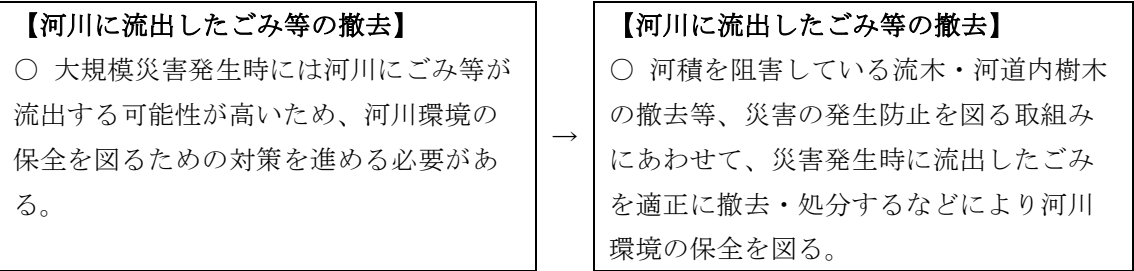 【河川に流出したごみ等の撤去】
○ 大規模災害発生時には河川にごみ等が
流出する可能性が高いため、河川環境の
保全を図るための対策を進める必要があ
る。
→
【河川に流出したごみ等の撤去】
○ 河積を阻害している流木・河道内樹木
の撤去等、災害の発生防止を図る取組み
にあわせて、災害発生時に流出したごみ
を適正に撤去・処分するなどにより河川
環境の保全を図る。